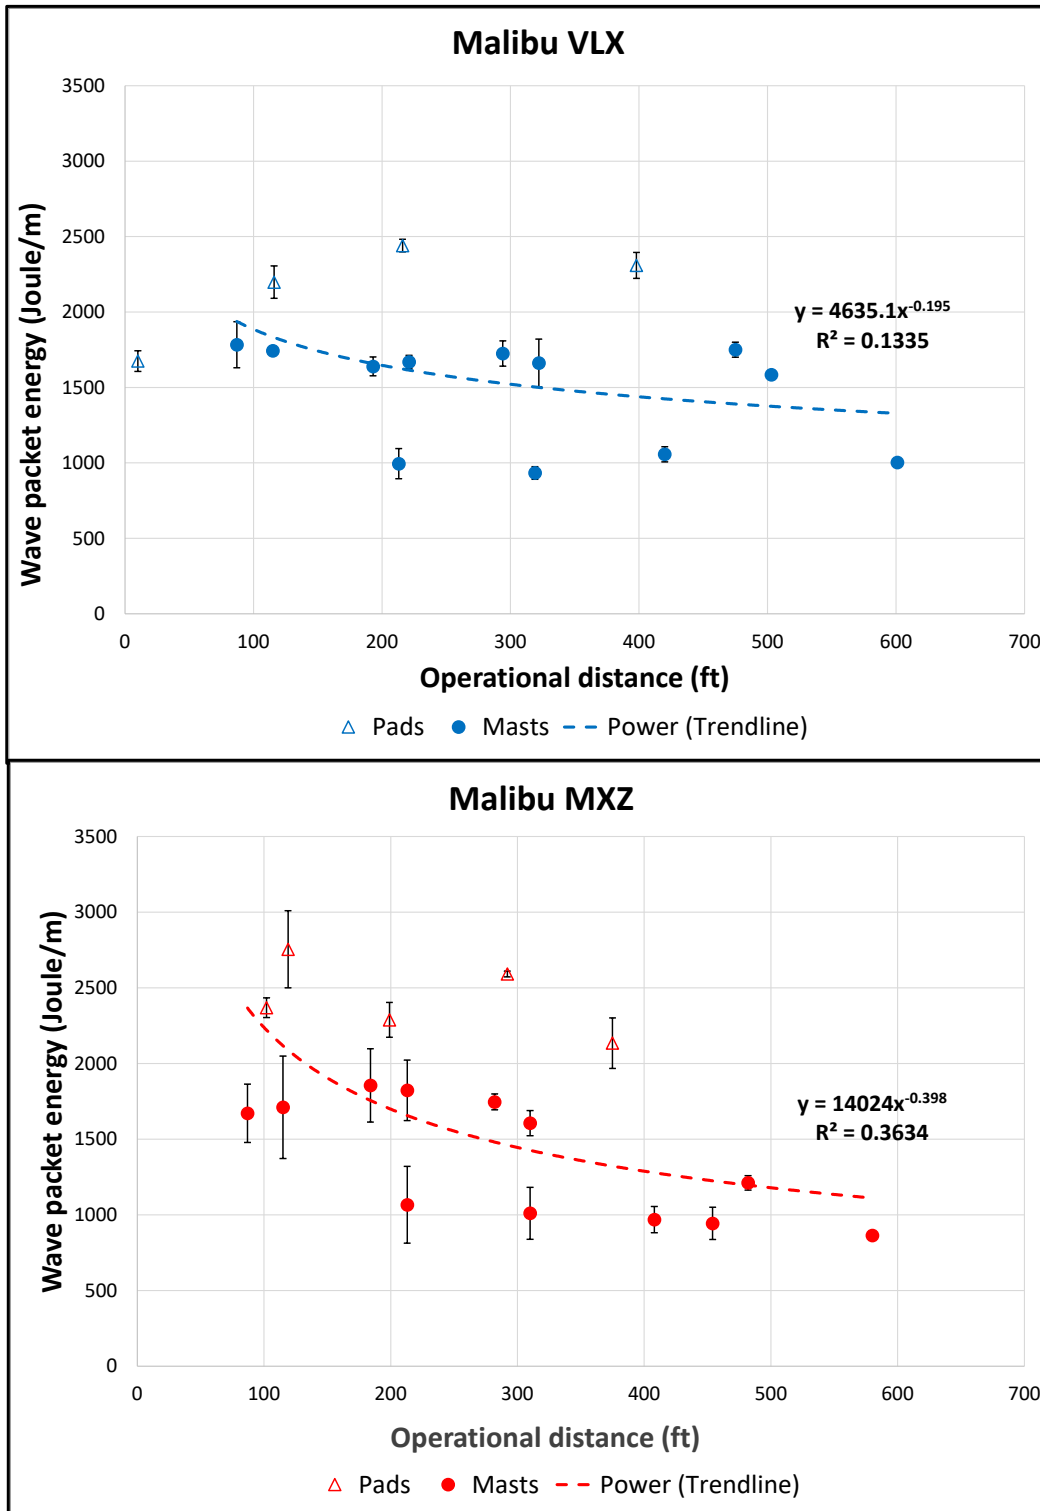 Malibu VLX
3500
3000
2500
2000
1500
1000
500
0
Wave packet energy (Joule/m)
y = 4635.1x^-0.195
R² = 0.1335
0 100 200 300 400 500 600 700
Operational distance (ft)
Pads Masts Power (Trendline)
Malibu MXZ
3500
3000
2500
2000
1500
1000
500
0
Wave packet energy (Joule/m)
y = 14024x^-0.398
R² = 0.3634
0 100 200 300 400 500 600 700
Operational distance (ft)
Pads Masts Power (Trendline)